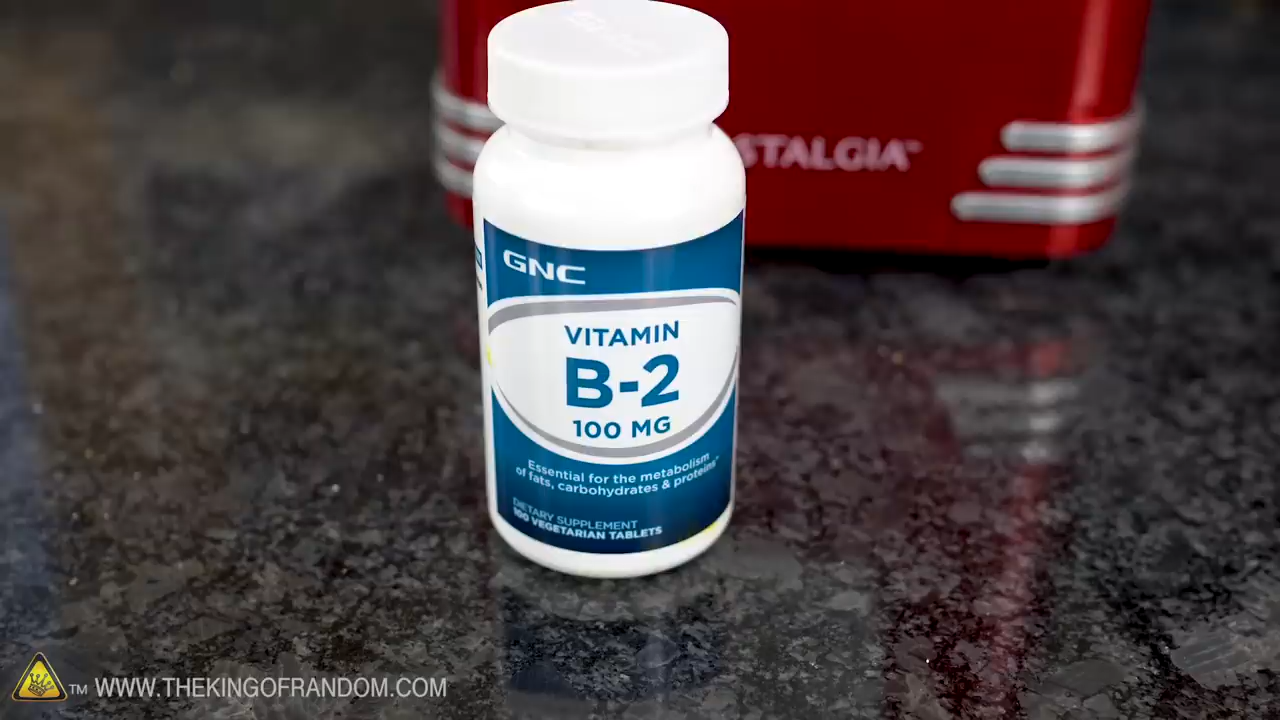 STALGIA™
GNC
VITAMIN
B-2
100 MG
Essential for the metabolism
of fats, carbohydrates & proteins*
DIETARY SUPPLEMENT
100 VEGETARIAN TABLETS
TM WWW.THEKINGOFRANDOM.COM